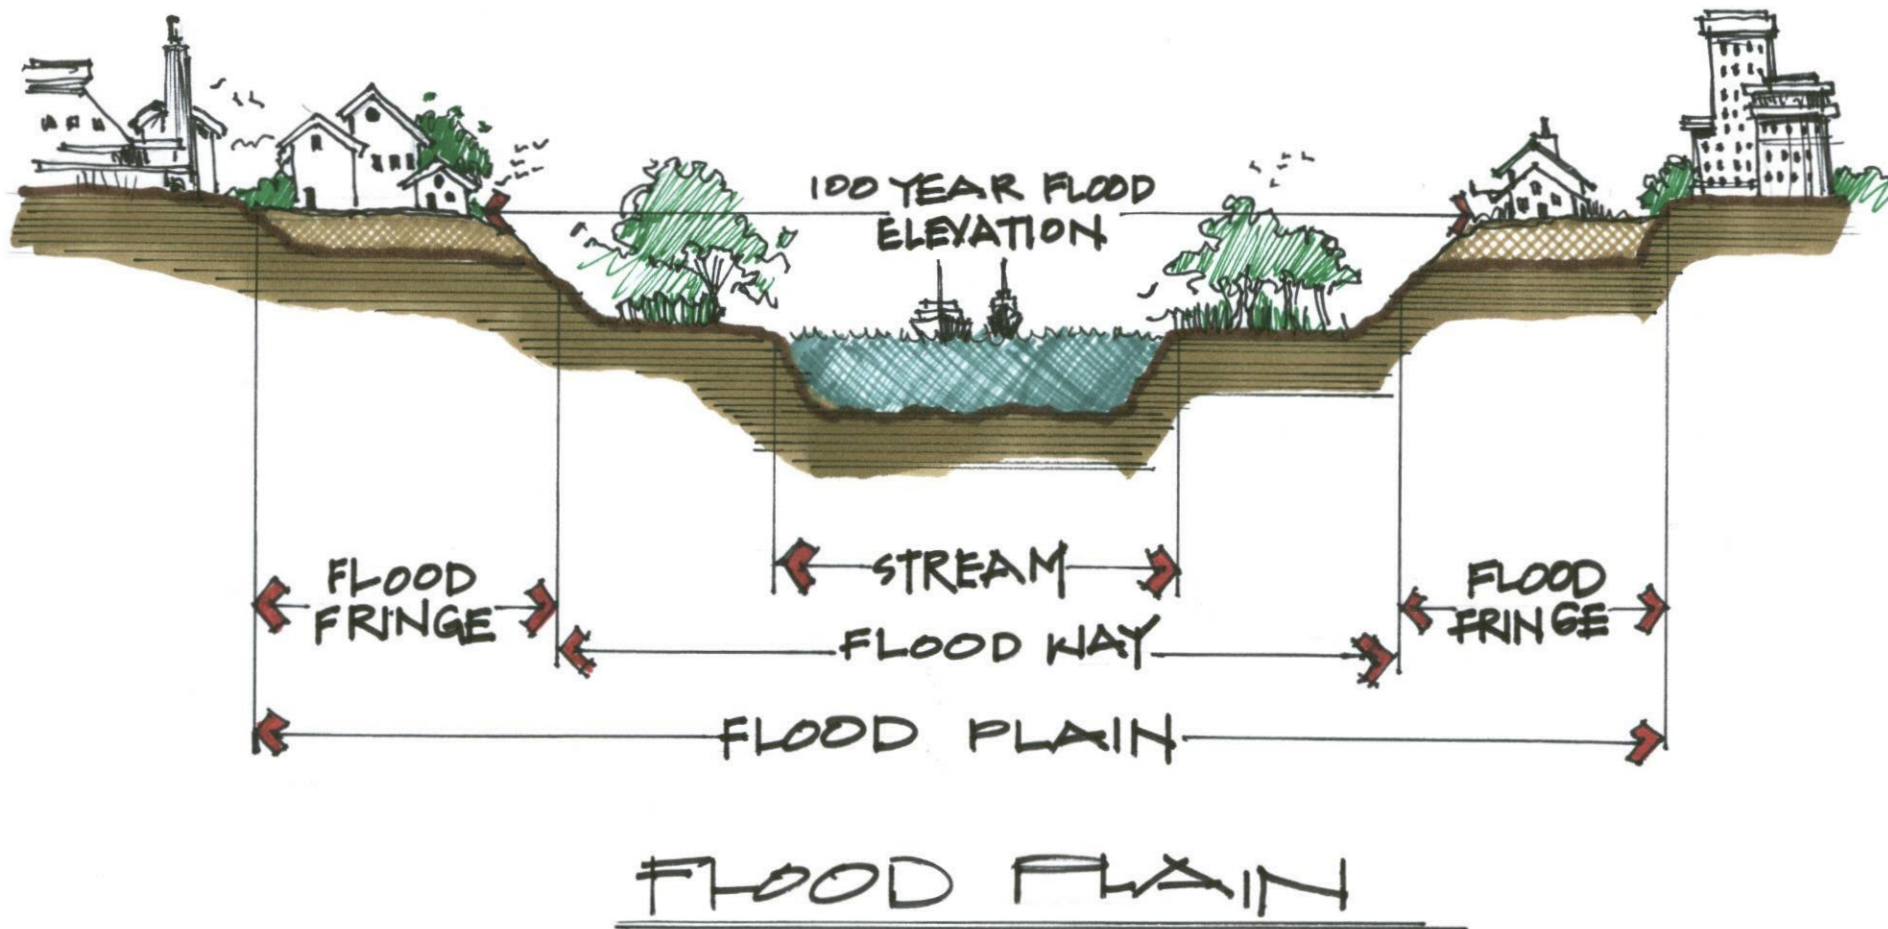 100 YEAR FLOOD
ELEVATION
FLOOD
FRINGE
STREAM
FLOOD
FRINGE
FLOOD WAY
FLOOD PLAIN
FLOOD PLAIN